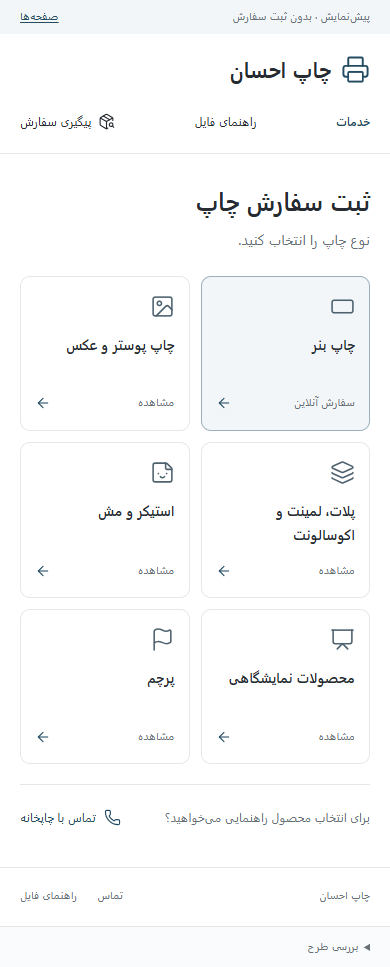 پیش‌نمایش · بدون ثبت سفارش
صفحه‌ها
چاپ احسان
خدمات
راهنمای فایل
پیگیری سفارش
ثبت سفارش چاپ
نوع چاپ را انتخاب کنید.
چاپ بنر
سفارش آنلاین
چاپ پوستر و عکس
مشاهده
پلات، لمینت و
اکوسالونت
مشاهده
استیکر و مش
مشاهده
محصولات نمایشگاهی
مشاهده
پرچم
مشاهده
برای انتخاب محصول راهنمایی می‌خواهید؟
تماس با چاپخانه
چاپ احسان
تماس
راهنمای فایل
بررسی طرح